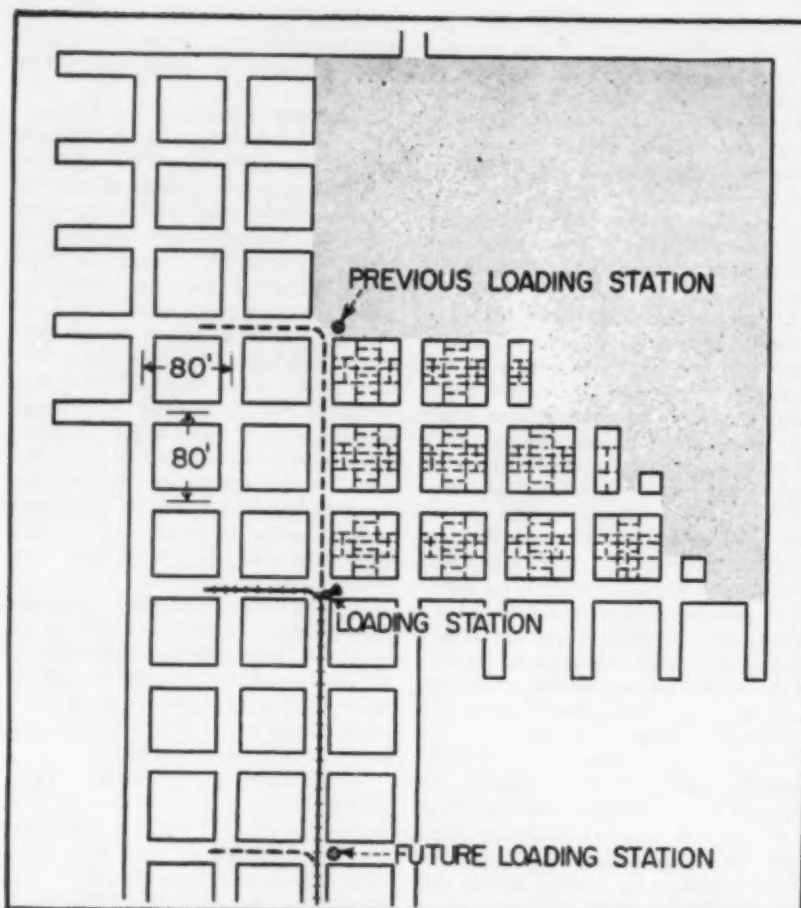 PREVIOUS LOADING STATION
80'
80'
LOADING STATION
FUTURE LOADING STATION